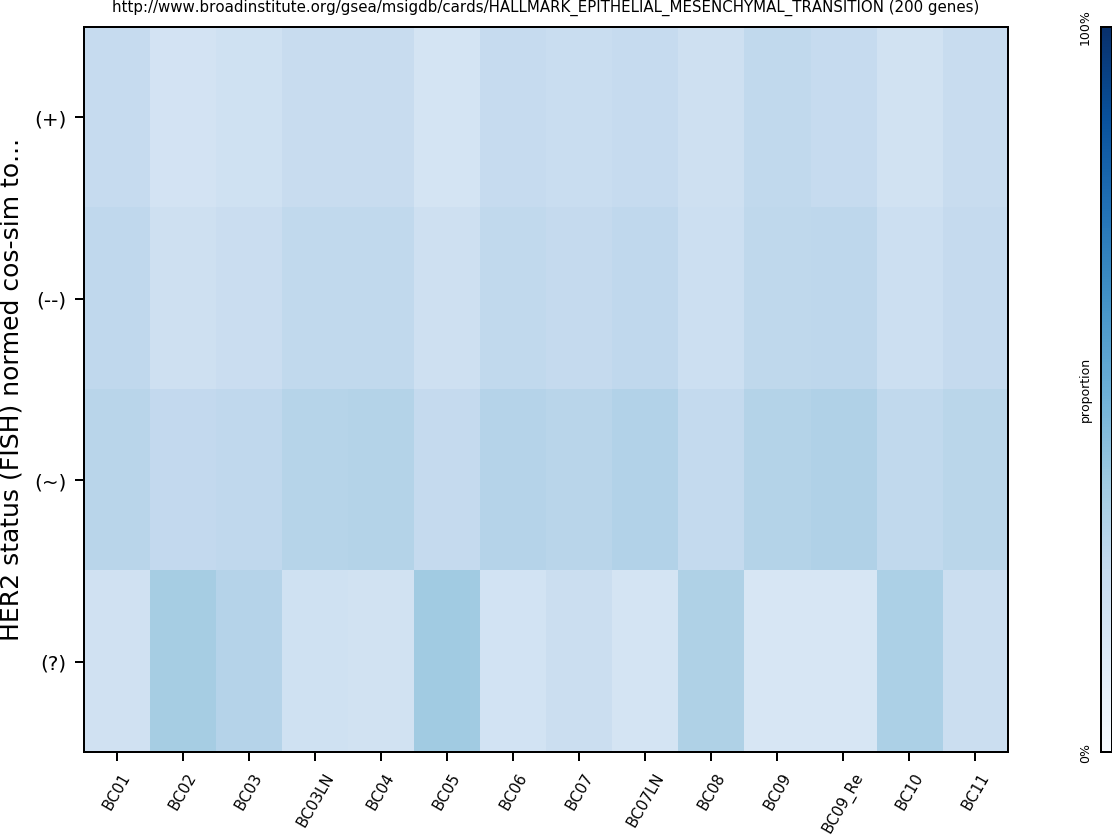 http://www.broadinstitute.org/gsea/msigdb/cards/HALLMARK_EPITHELIAL_MESENCHYMAL_TRANSITION (200 genes)
HER2 status (FISH) normed cos-sim to...
(+)
(--)
(~)
(?)
BC01
BC02
BC03
BC03LN
BC04
BC05
BC06
BC07
BC07LN
BC08
BC09
BC09_Re
BC10
BC11
100%
proportion
0%